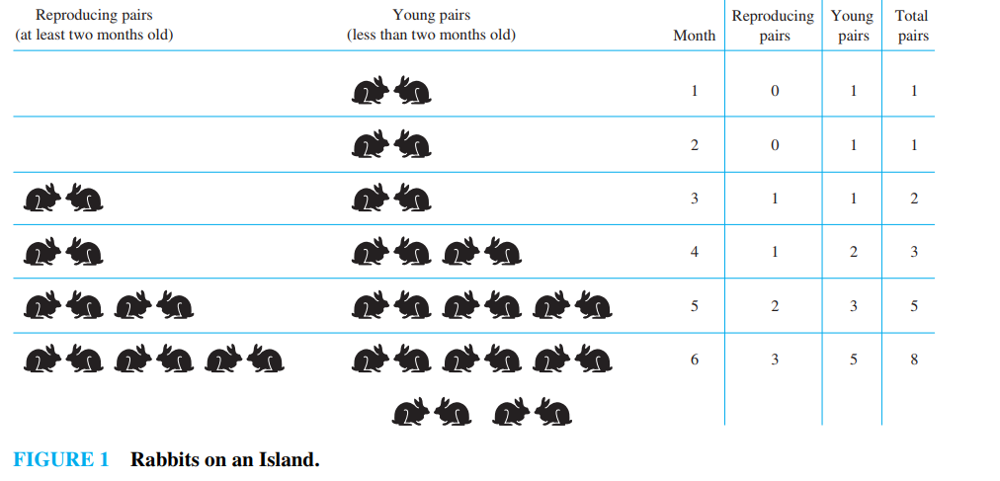 Reproducing pairs
(at least two months old)
Young pairs
(less than two months old)
Month
Reproducing
pairs
Young
pairs
Total
pairs
1 0 1 1
2 0 1 1
3 1 1 2
4 1 2 3
5 2 3 5
6 3 5 8
FIGURE 1 Rabbits on an Island.